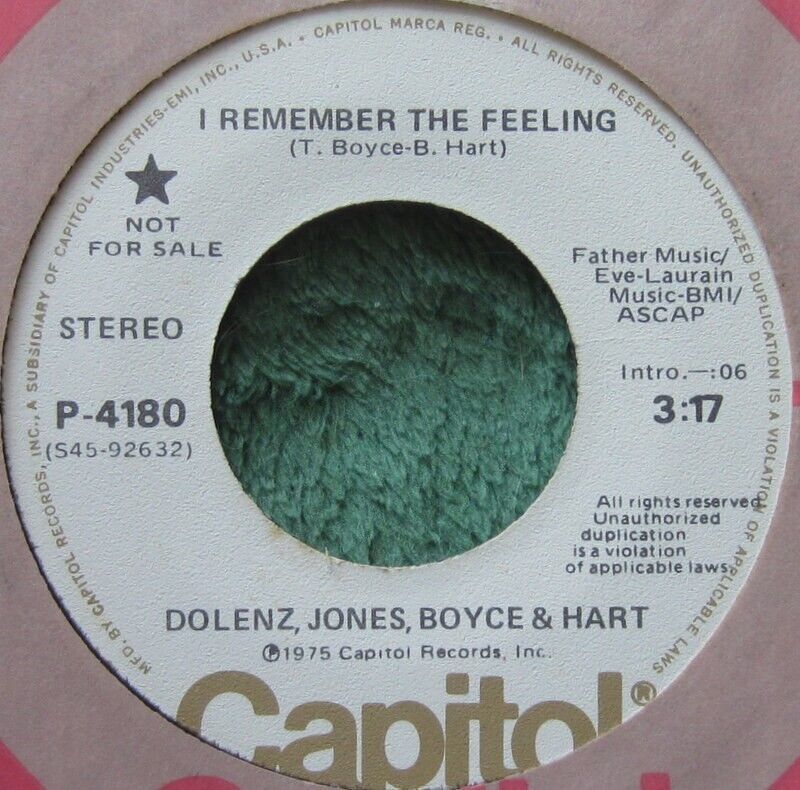 MFD. BY CAPITOL RECORDS, INC., A SUBSIDIARY OF CAPITOL INDUSTRIES-EMI, INC., U.S.A. • CAPITOL MARCA REG. • ALL RIGHTS RESERVED. UNAUTHORIZED DUPLICATION IS A VIOLATION OF APPLICABLE LAWS
I REMEMBER THE FEELING
(T. Boyce-B. Hart)
★
NOT
FOR SALE
STEREO
P-4180
(S45-92632)
Father Music/
Eve-Laurain
Music-BMI/
ASCAP
Intro.—:06
3:17
All rights reserved
Unauthorized
duplication
is a violation
of applicable laws.
DOLENZ, JONES, BOYCE & HART
℗1975 Capitol Records, Inc.
Capitol®